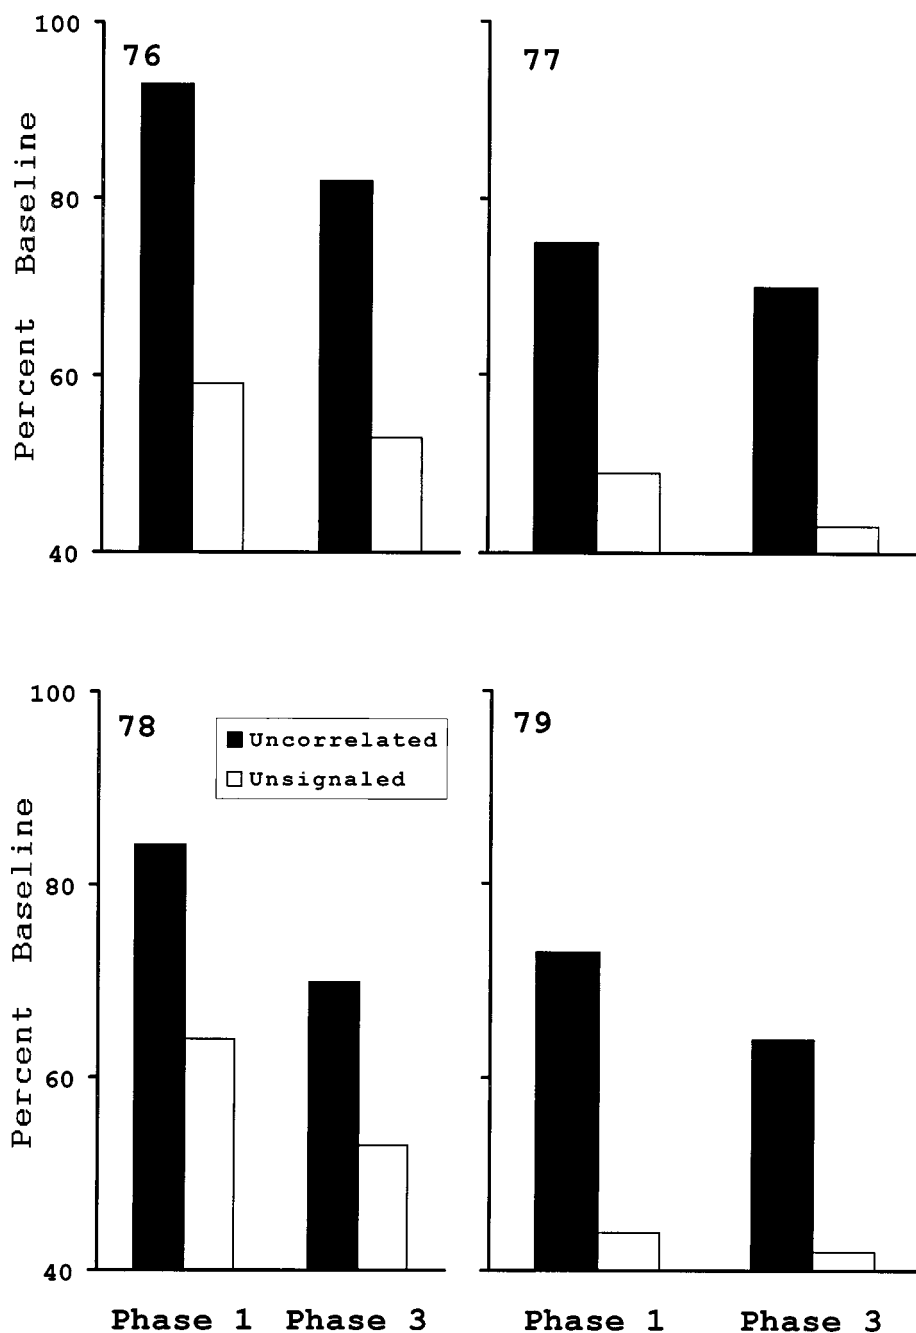 100
76
77
80
60
40
Percent Baseline
100
78
79
Uncorrelated
Unsignaled
80
60
40
Percent Baseline
Phase 1 Phase 3
Phase 1 Phase 3